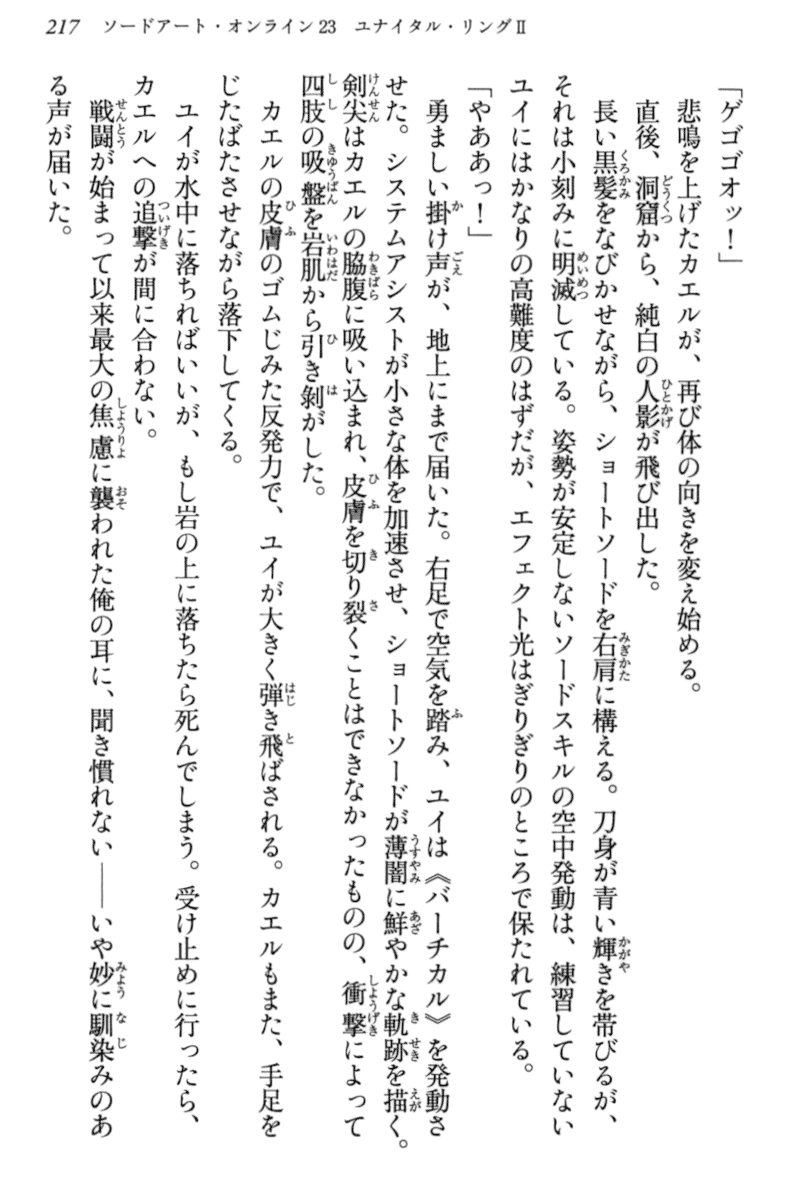 217 ソードアート・オンライン23 ユナイタル・リングⅡ
「ゲゴゴオッ！」
悲鳴を上げたカエルが、再び体の向きを変え始める。
直後、洞窟から、純白の人影が飛び出した。
長い黒髪をなびかせながら、ショートソードを右肩に構える。刀身が青い輝きを帯びるが、
それは小刻みに明滅している。姿勢が安定しないソードスキルの空中発動は、練習していない
ユイにはかなりの高難度のはずだが、エフェクト光はぎりぎりのところで保たれている。
「やああっ！」
勇ましい掛け声が、地上にまで届いた。右足で空気を踏み、ユイは《バーチカル》を発動さ
せた。システムアシストが小さな体を加速させ、ショートソードが薄闇に鮮やかな軌跡を描く。
剣尖はカエルの脇腹に吸い込まれ、皮膚を切り裂くことはできなかったものの、衝撃によって
四肢の吸盤を岩肌から引き剝がした。
カエルの皮膚のゴムじみた反発力で、ユイが大きく弾き飛ばされる。カエルもまた、手足を
じたばたさせながら落下してくる。
ユイが水中に落ちればいいが、もし岩の上に落ちたら死んでしまう。受け止めに行ったら、
カエルへの追撃が間に合わない。
戦闘が始まって以来最大の焦慮に襲われた俺の耳に、聞き慣れない――いや妙に馴染みのあ
る声が届いた。